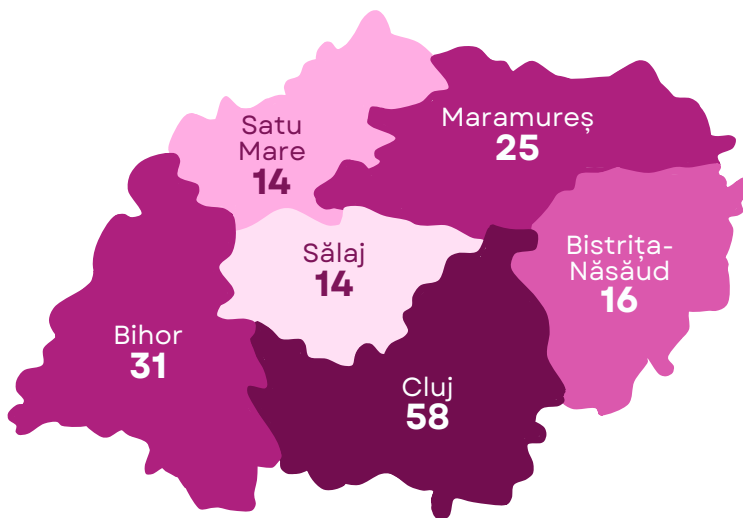 Satu
Mare
14
Maramureș
25
Sălaj
14
Bistrița-
Năsăud
16
Bihor
31
Cluj
58